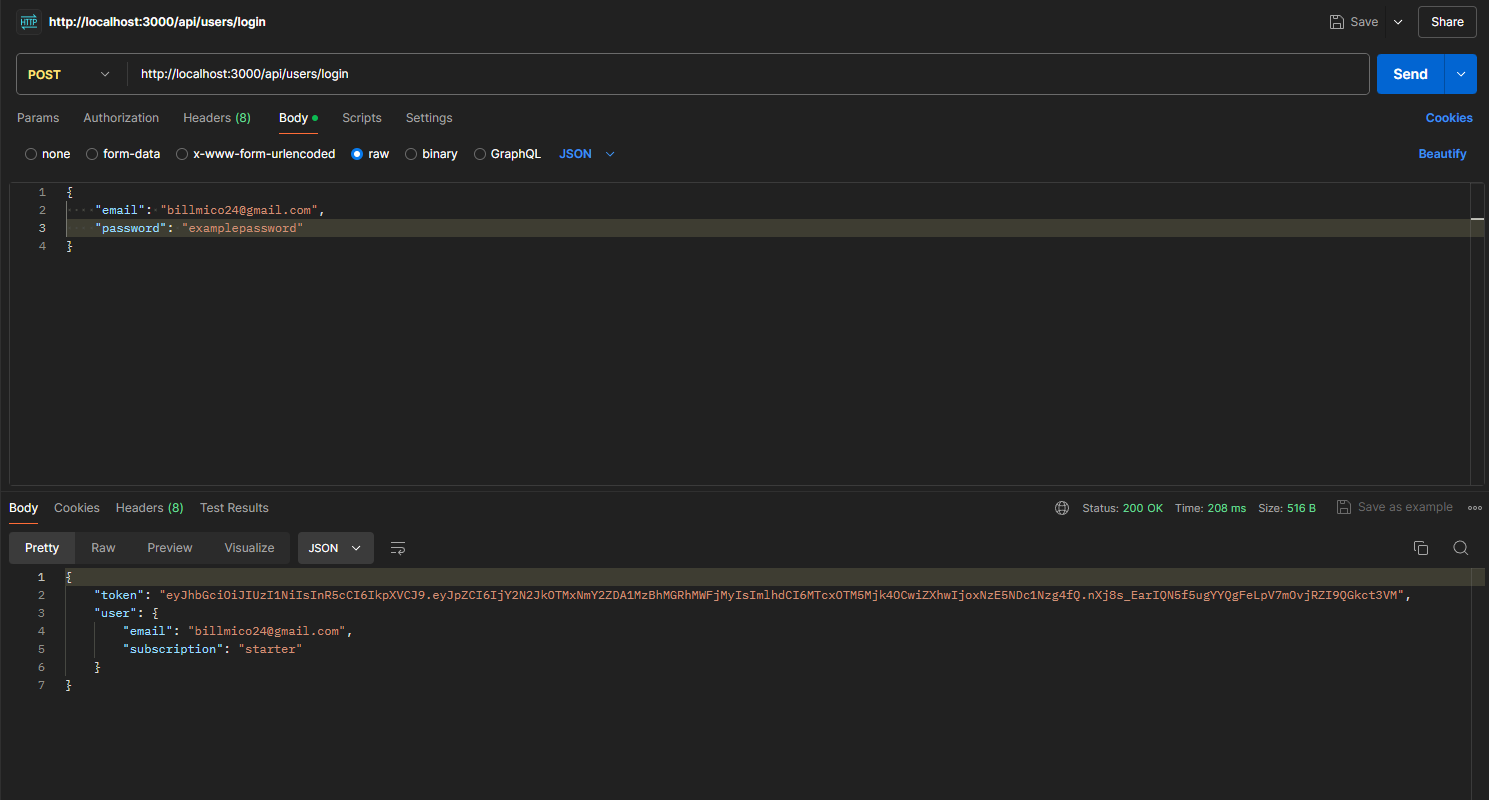 HTTP http://localhost:3000/api/users/login Save Share
POST http://localhost:3000/api/users/login Send
Params Authorization Headers (8) Body Scripts Settings Cookies
none form-data x-www-form-urlencoded raw binary GraphQL JSON Beautify
1 {
2 "email": "billmico24@gmail.com",
3 "password": "examplepassword"
4 }
Body Cookies Headers (8) Test Results Status: 200 OK Time: 208 ms Size: 516 B Save as example
Pretty Raw Preview Visualize JSON
1 {
2 "token": "eyJhbGciOiJIUzI1NiIsInR5cCI6IkpXVCJ9.eyJpZCI6IjY2N2JkOTMxNmY2ZDA1MzBhMGRhMWFjMyIsImlhdCI6MTcxOTM5Mjk4OCwiZXhwIjoxNzE5NDc1Nzg4fQ.nXj8s_EarIQN5f5ugYYQgFeLpV7mOvjRZI9QGkct3VM",
3 "user": {
4 "email": "billmico24@gmail.com",
5 "subscription": "starter"
6 }
7 }